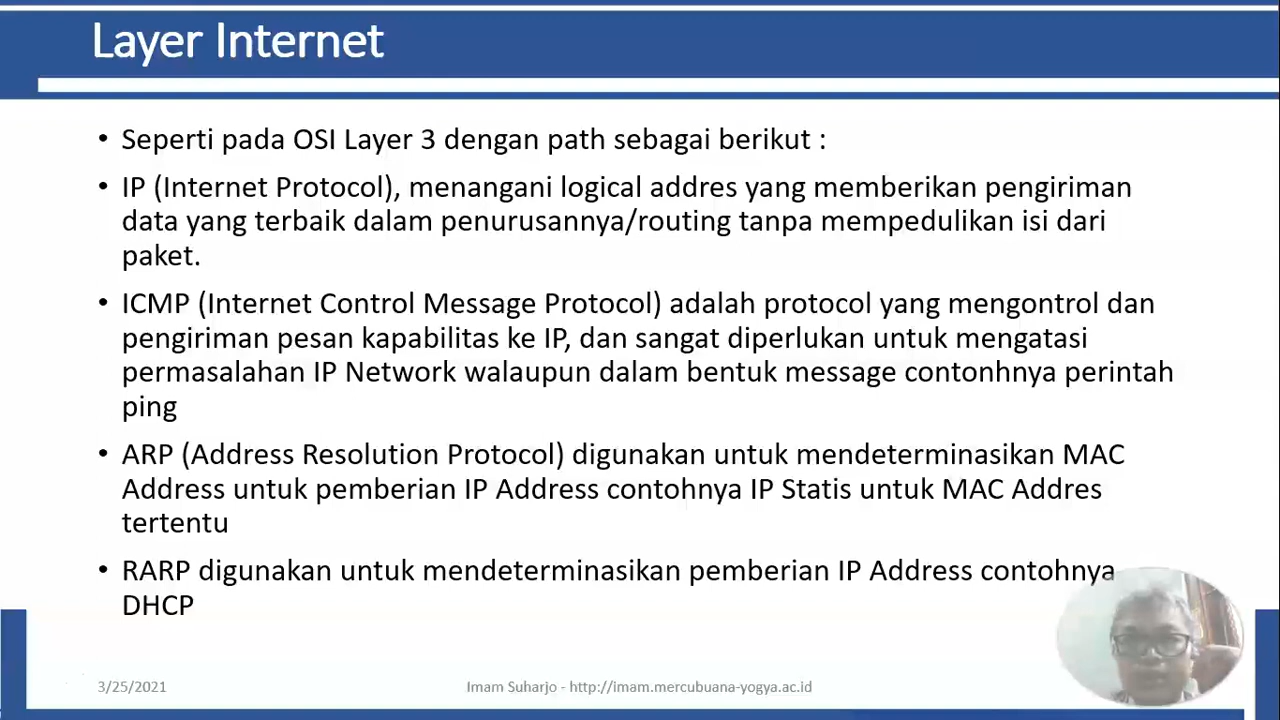 Layer Internet
• Seperti pada OSI Layer 3 dengan path sebagai berikut :
• IP (Internet Protocol), menangani logical addres yang memberikan pengiriman
data yang terbaik dalam penurusannya/routing tanpa mempedulikan isi dari
paket.
• ICMP (Internet Control Message Protocol) adalah protocol yang mengontrol dan
pengiriman pesan kapabilitas ke IP, dan sangat diperlukan untuk mengatasi
permasalahan IP Network walaupun dalam bentuk message contonhnya perintah
ping
• ARP (Address Resolution Protocol) digunakan untuk mendeterminasikan MAC
Address untuk pemberian IP Address contohnya IP Statis untuk MAC Addres
tertentu
• RARP digunakan untuk mendeterminasikan pemberian IP Address contohnya
DHCP
3/25/2021 Imam Suharjo - http://imam.mercubuana-yogya.ac.id